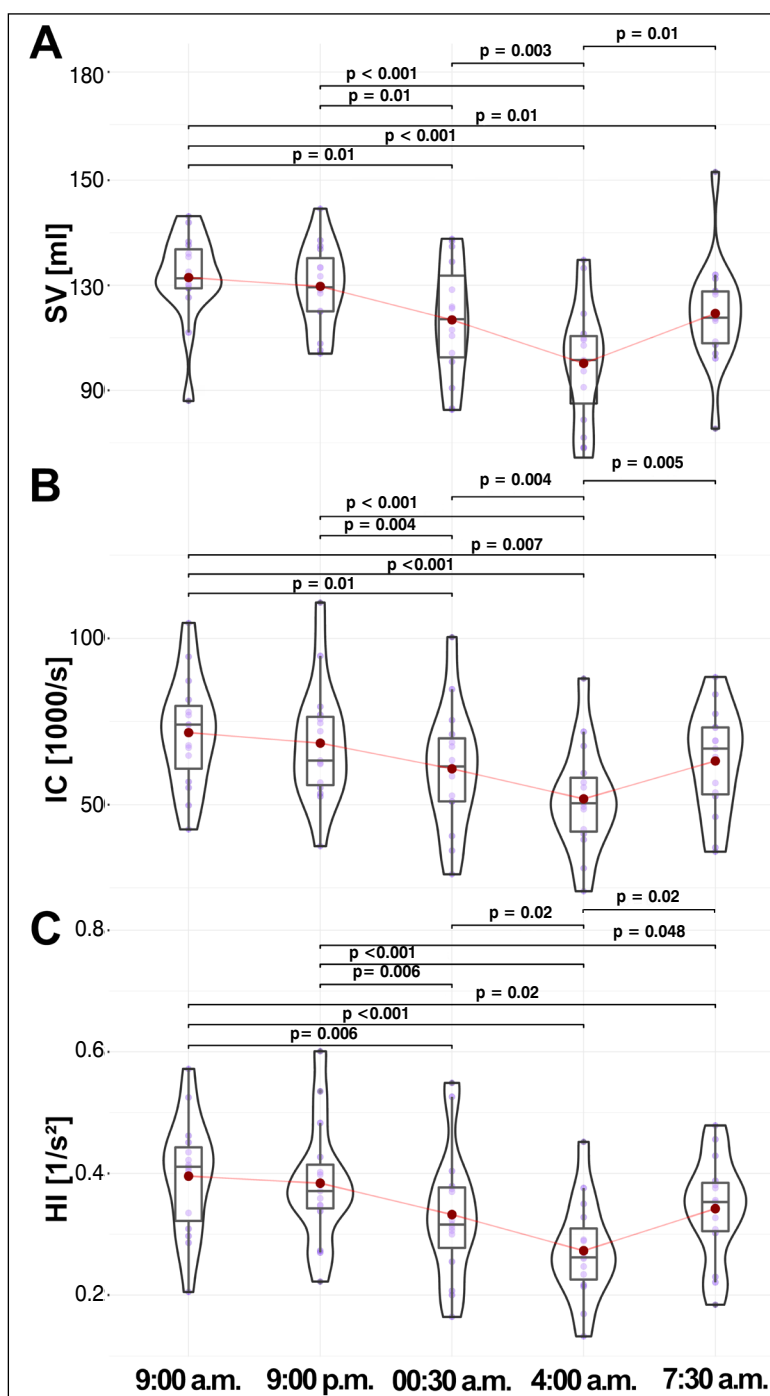 A
p = 0.01
p = 0.003
180
p < 0.001
p = 0.01
p = 0.01
p < 0.001
p = 0.01
150
SV [ml]
130
90
B
p = 0.005
p = 0.004
p < 0.001
p = 0.004
p = 0.007
p <0.001
p = 0.01
100
IC [1000/s]
50
C
p = 0.02
0.8
p = 0.02
p = 0.048
p <0.001
p= 0.006
p = 0.02
p <0.001
p= 0.006
0.6
HI [1/s²]
0.4
0.2
9:00 a.m. 9:00 p.m. 00:30 a.m. 4:00 a.m. 7:30 a.m.